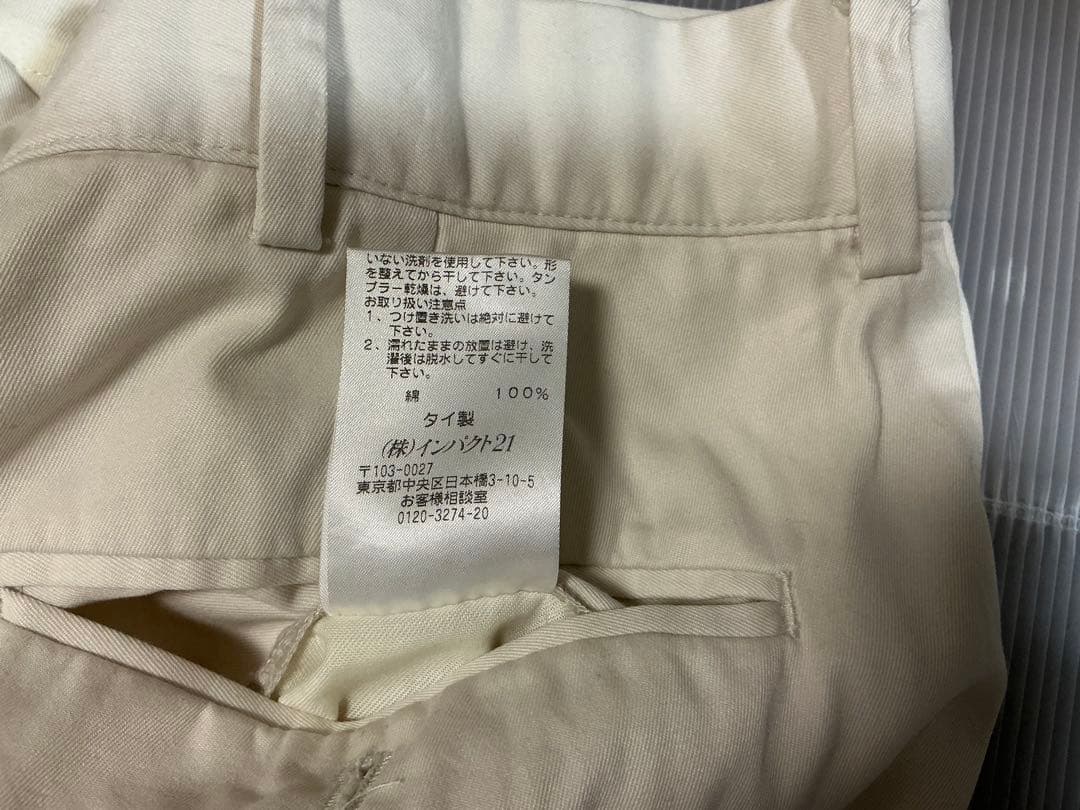 いない洗剤を使用して下さい。形
を整えてから干して下さい。タン
ブラー乾燥は、避けて下さい。
お取り扱い注意点
1、つけ置き洗いは絶対に避けて
下さい。
2、濡れたままの放置は避け、洗
濯後は脱水してすぐに干して
下さい。
綿 100%
タイ製
(株)インパクト21
〒103-0027
東京都中央区日本橋3-10-5
お客様相談室
0120-3274-20